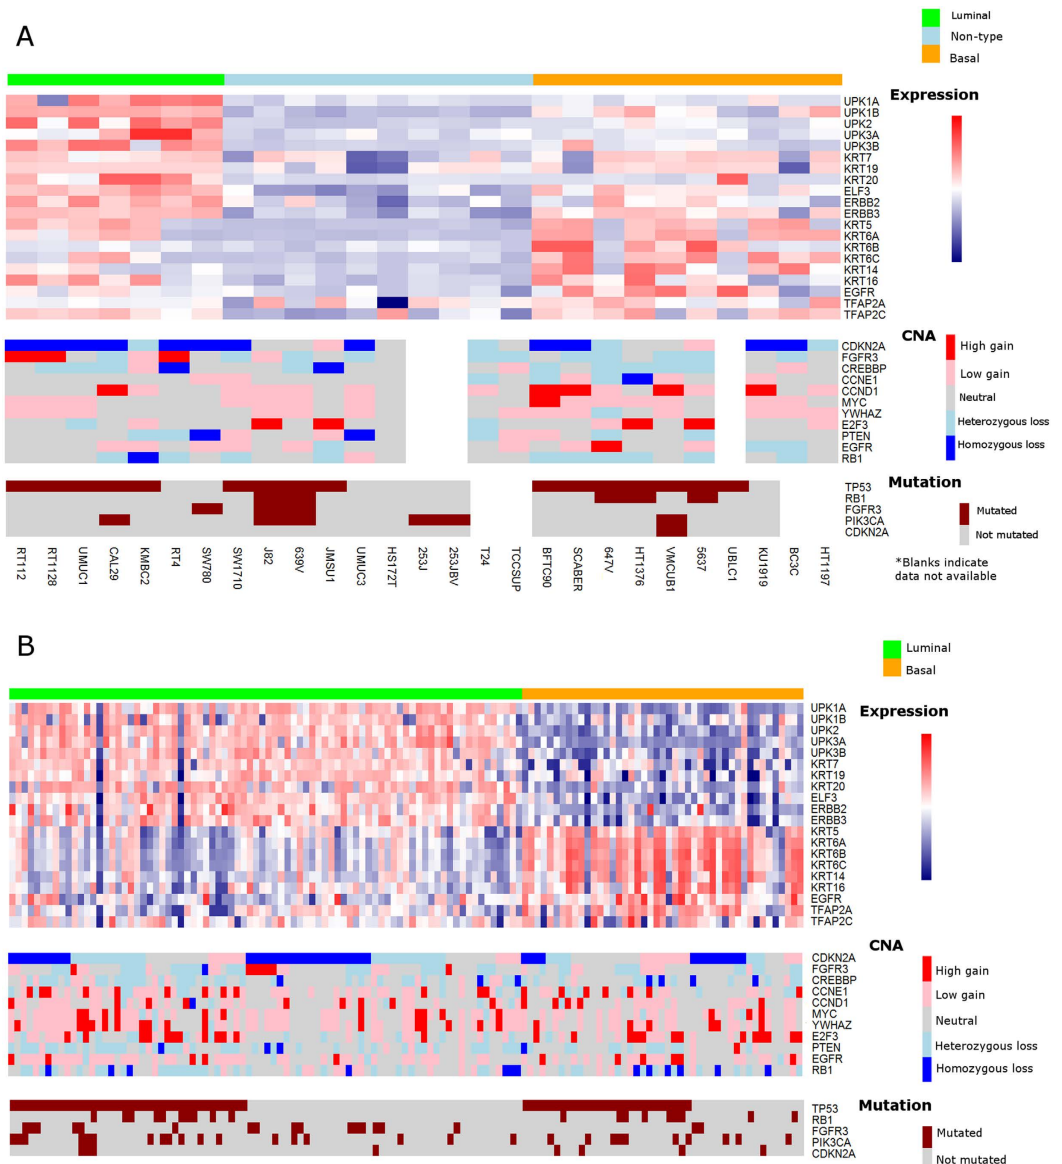 A
Luminal
Non-type
Basal
Expression
UPK1A
UPK1B
UPK2
UPK3A
UPK3B
KRT7
KRT19
KRT20
ELF3
ERBB2
ERBB3
KRT5
KRT6A
KRT6B
KRT6C
KRT14
KRT16
EGFR
TFAP2A
TFAP2C
CNA
CDKN2A
FGFR3
CREBBP
CCNE1
CCND1
MYC
YWHAZ
E2F3
PTEN
EGFR
RB1
High gain
Low gain
Neutral
Heterozygous loss
Homozygous loss
Mutation
TP53
RB1
FGFR3
PIK3CA
CDKN2A
Mutated
Not mutated
*Blanks indicate
data not available
RT112
RT1128
UMUC1
CAL29
KMBC2
RT4
SW780
SW1710
J82
639V
JMSU1
UMUC3
HS172T
253J
253JBV
T24
TCCSUP
BFTC90
SCABER
647V
HT1376
VMCUB1
5637
UBLC1
KU1919
BC3C
HT1197
B
Luminal
Basal
Expression
UPK1A
UPK1B
UPK2
UPK3A
UPK3B
KRT7
KRT19
KRT20
ELF3
ERBB2
ERBB3
KRT5
KRT6A
KRT6B
KRT6C
KRT14
KRT16
EGFR
TFAP2A
TFAP2C
CNA
CDKN2A
FGFR3
CREBBP
CCNE1
CCND1
MYC
YWHAZ
E2F3
PTEN
EGFR
RB1
High gain
Low gain
Neutral
Heterozygous loss
Homozygous loss
Mutation
TP53
RB1
FGFR3
PIK3CA
CDKN2A
Mutated
Not mutated